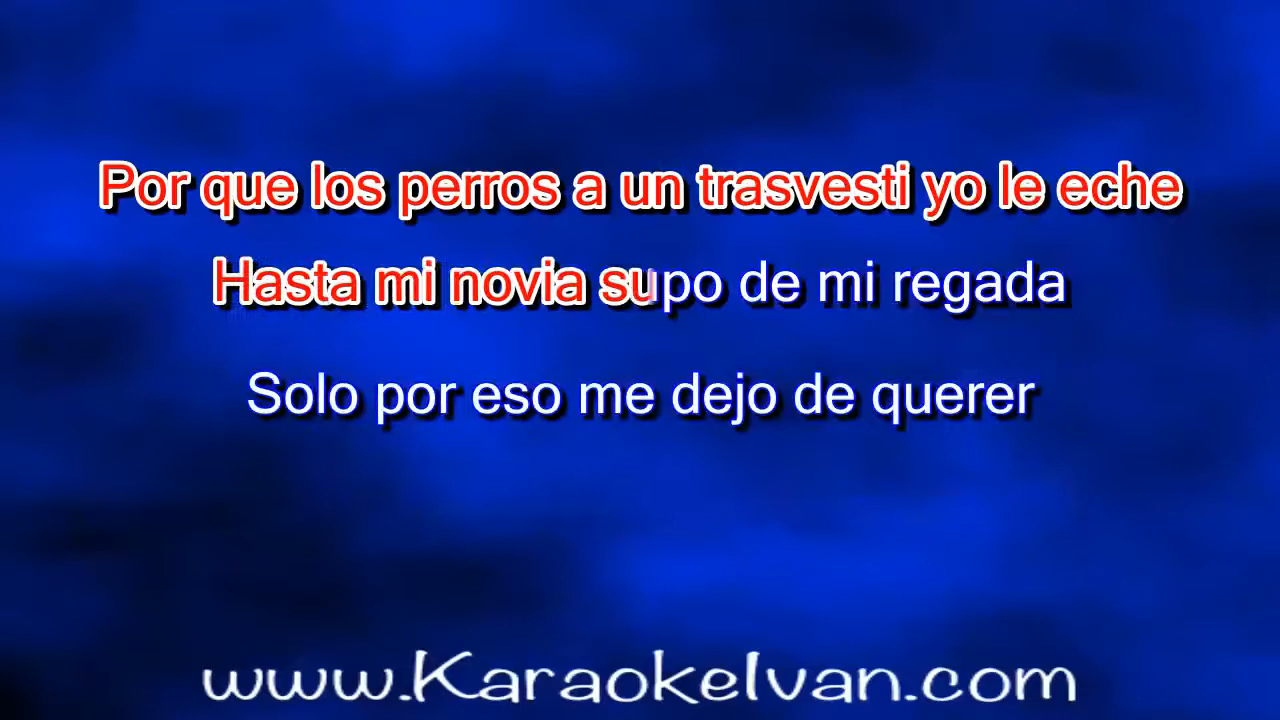 Por que los perros a un trasvesti yo le eche
Hasta mi novia supo de mi regada
Solo por eso me dejo de querer
www.KaraokeIvan.com